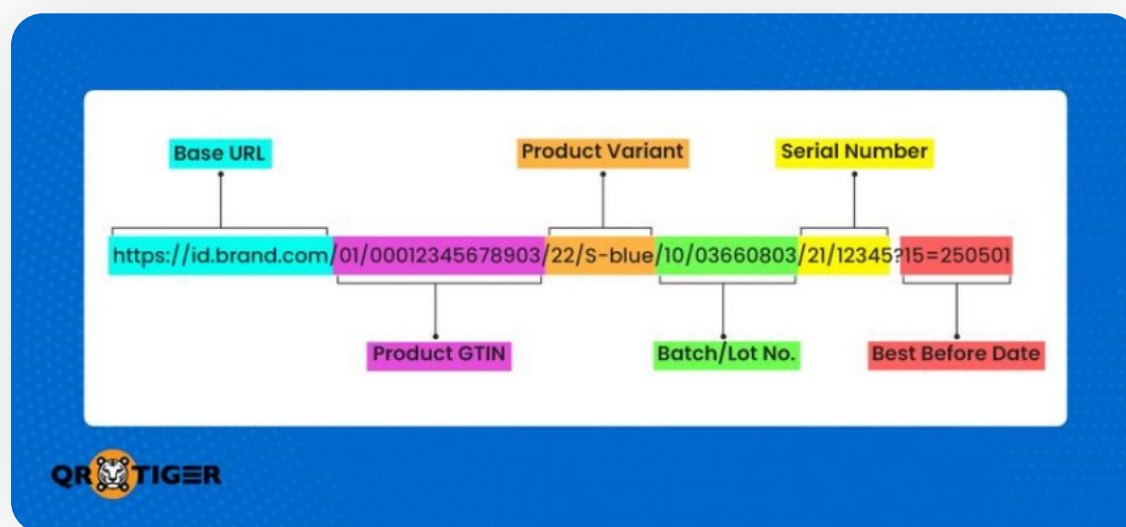 Base URL Product Variant Serial Number
https://id.brand.com/01/00012345678903/22/S-blue/10/03660803/21/12345?15=250501
Product GTIN Batch/Lot No. Best Before Date
QR TIGER